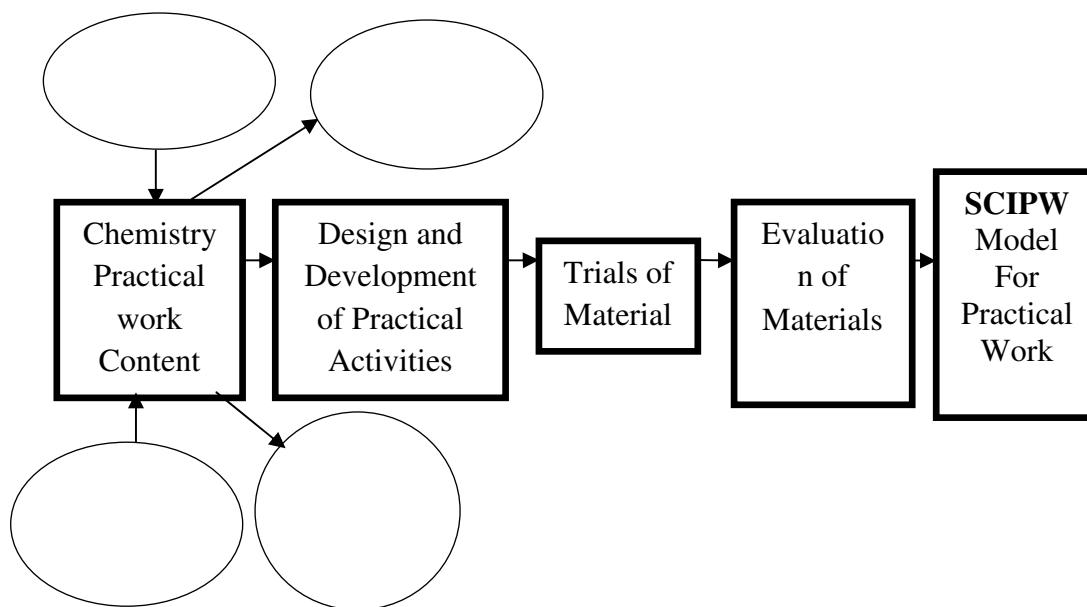 Chemistry
Practical
work
Content
Design and
Development
of Practical
Activities
Trials of
Material
Evaluatio
n of
Materials
SCIPW
Model
For
Practical
Work